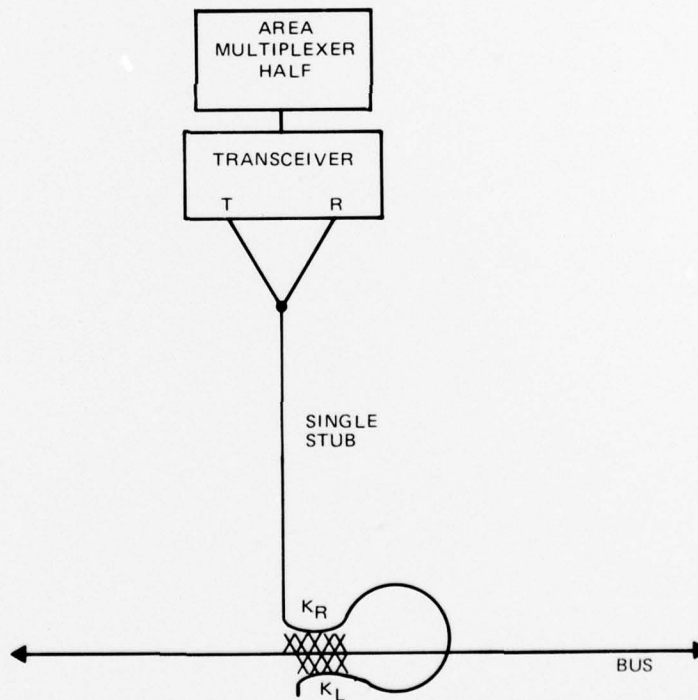 AREA
MULTIPLEXER
HALF
TRANSCEIVER
T R
SINGLE
STUB
KR
BUS
KL